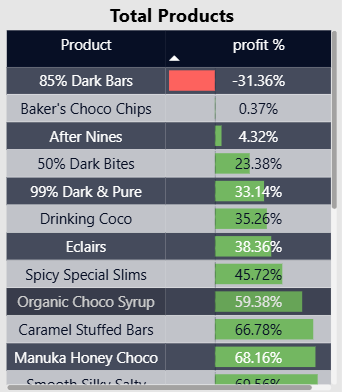 Total Products
Product profit %
85% Dark Bars -31.36%
Baker's Choco Chips 0.37%
After Nines 4.32%
50% Dark Bites 23.38%
99% Dark & Pure 33.14%
Drinking Coco 35.26%
Eclairs 38.36%
Spicy Special Slims 45.72%
Organic Choco Syrup 59.38%
Caramel Stuffed Bars 66.78%
Manuka Honey Choco 68.16%
Smooth Silky Salty 69.56%